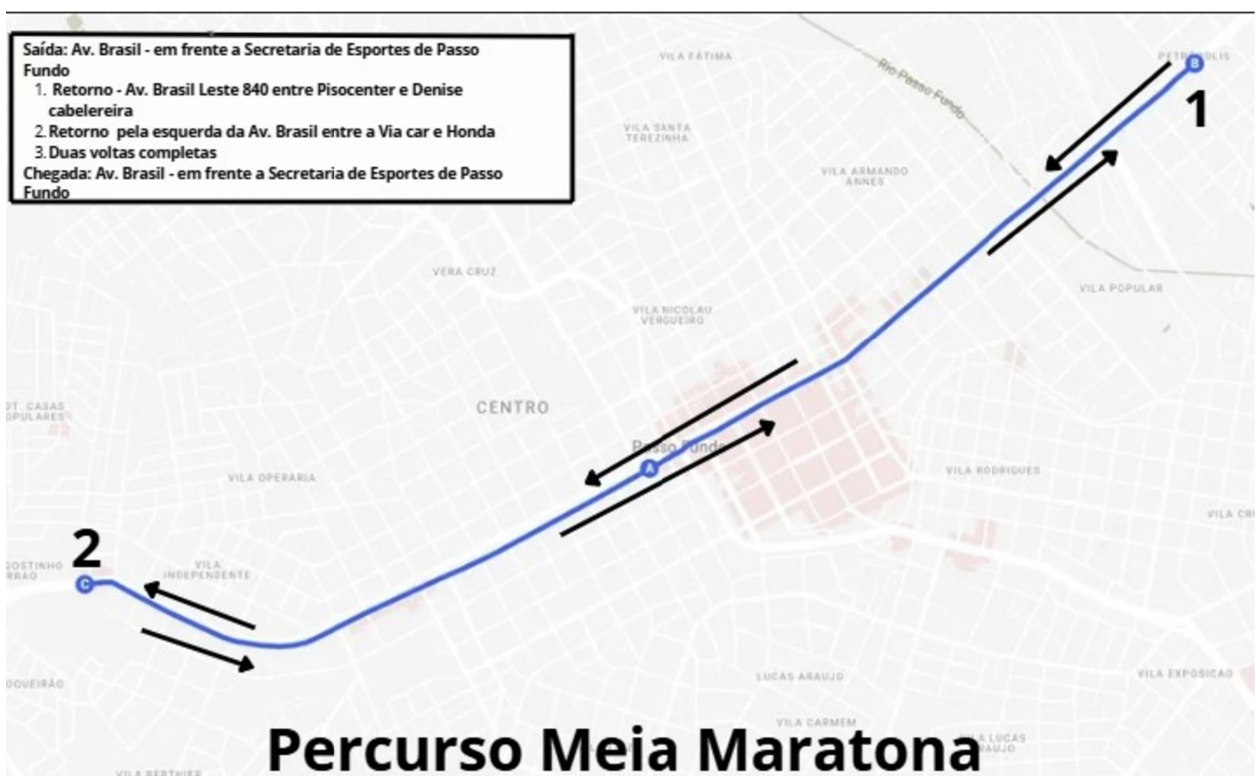 Saída: Av. Brasil - em frente a Secretaria de Esportes de Passo
Fundo
1. Retorno - Av. Brasil Leste 840 entre Pisocenter e Denise
cabelereira
2. Retorno pela esquerda da Av. Brasil entre a Via car e Honda
3. Duas voltas completas
Chegada: Av. Brasil - em frente a Secretaria de Esportes de Passo
Fundo
VILA FÁTIMA
PETRÓPOLIS
B
1
Rio Passo Fundo
VILA SANTA
TEREZINHA
VILA ARMANDO
ANNES
VERA CRUZ
VILA POPULAR
VILA NICOLAU
VERGUEIRO
CENTRO
Passo Fundo
A
VILA OPERARIA
VILA RODRIGUES
2
C
VILA
INDEPENDENTE
LUCAS ARAUJO
VILA EXPOSICAO
VILA CARMEM
VILA LUCAS
ARAUJO
Percurso Meia Maratona